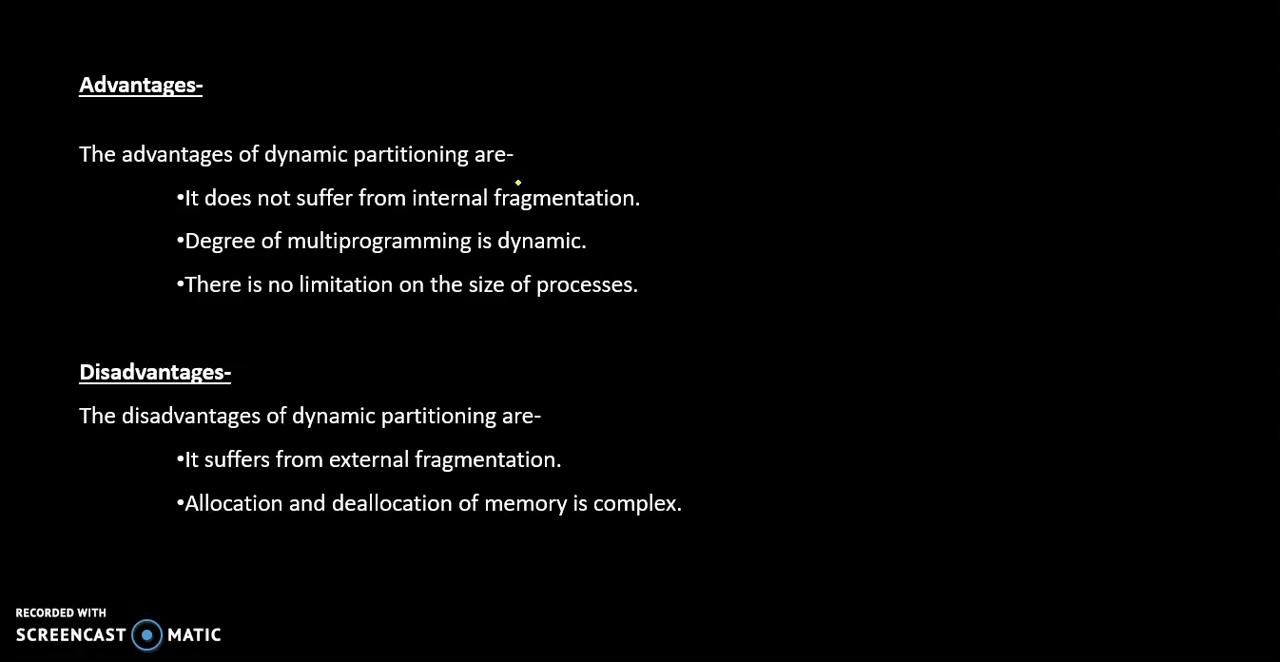 Advantages-
The advantages of dynamic partitioning are-
•It does not suffer from internal fragmentation.
•Degree of multiprogramming is dynamic.
•There is no limitation on the size of processes.
Disadvantages-
The disadvantages of dynamic partitioning are-
•It suffers from external fragmentation.
•Allocation and deallocation of memory is complex.
RECORDED WITH
SCREENCAST MATIC